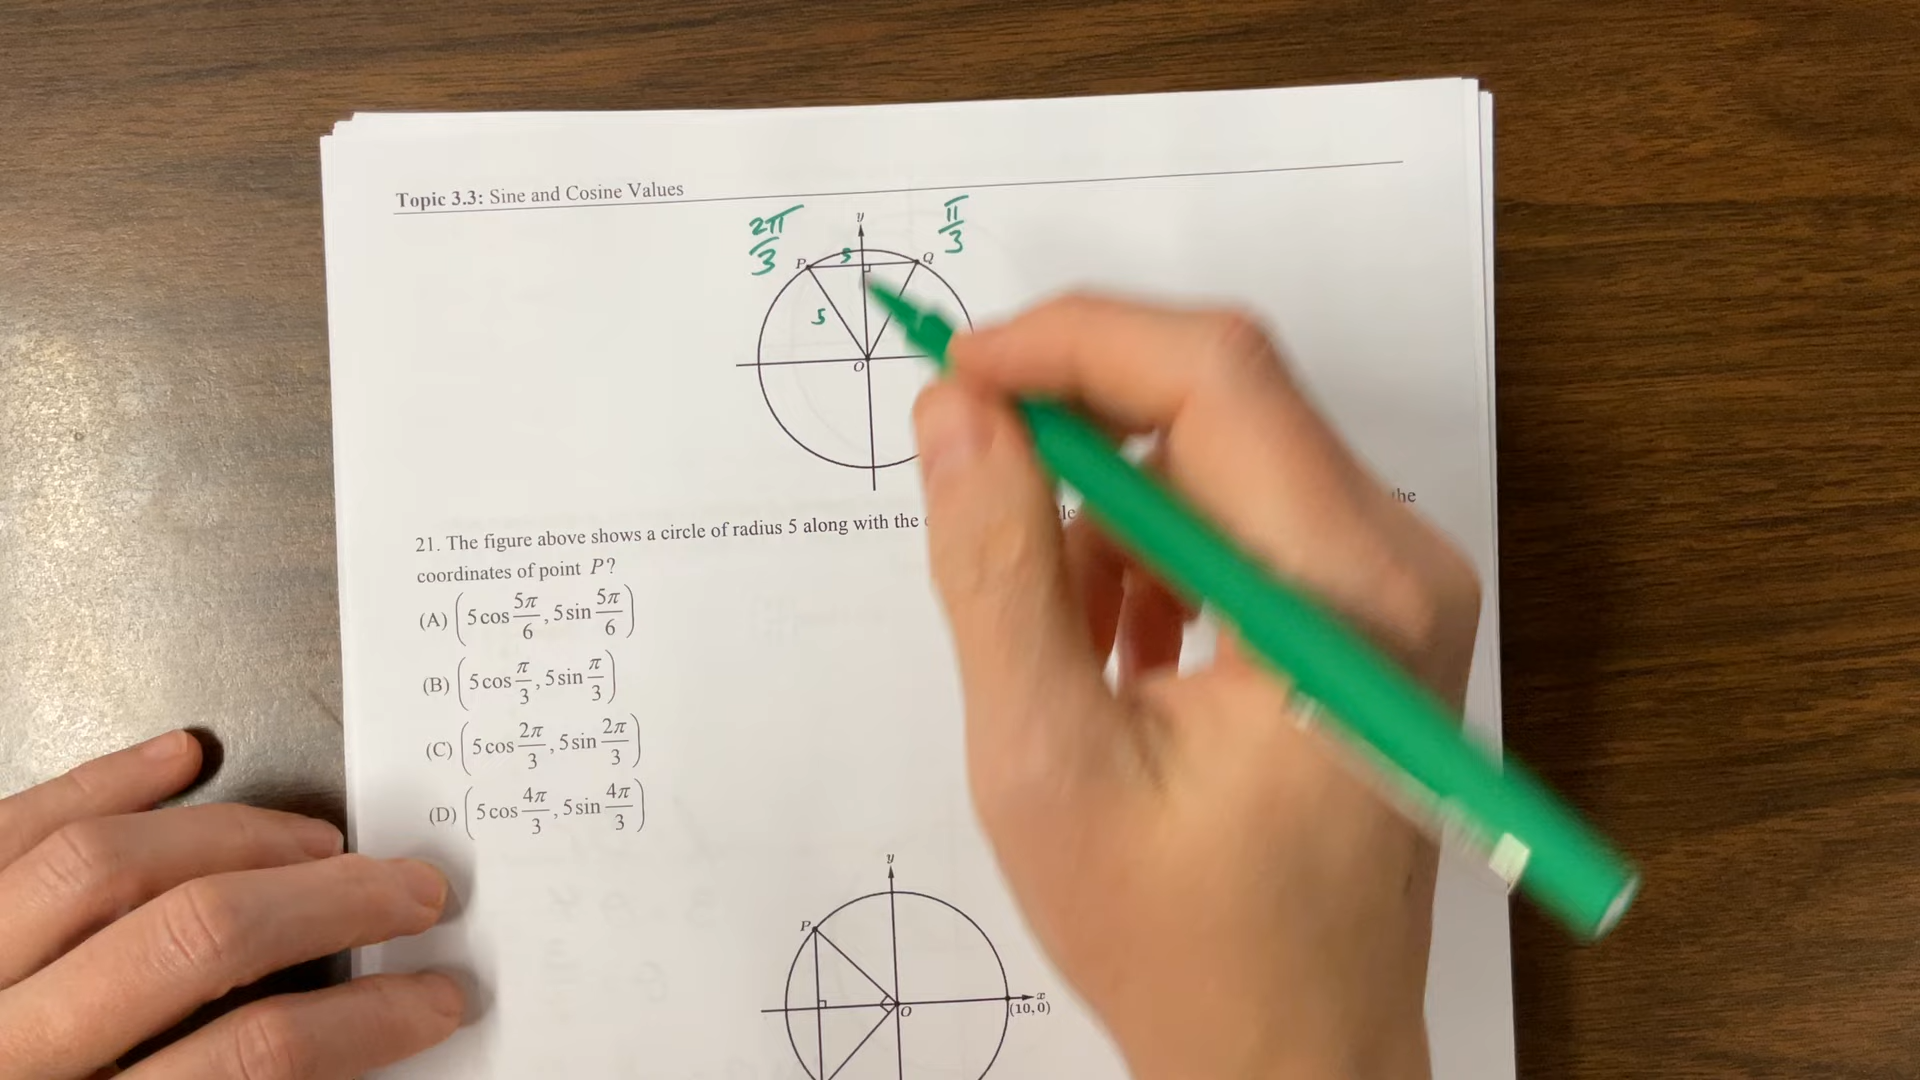 Topic 3.3: Sine and Cosine Values
2π/3
π/3
y
P
5
Q
5
O
21. The figure above shows a circle of radius 5 along with the
the
coordinates of point P?
(A) (5 cos 5π/6, 5 sin 5π/6)
(B) (5 cos π/3, 5 sin π/3)
(C) (5 cos 2π/3, 5 sin 2π/3)
(D) (5 cos 4π/3, 5 sin 4π/3)
y
P
x
O
(10,0)